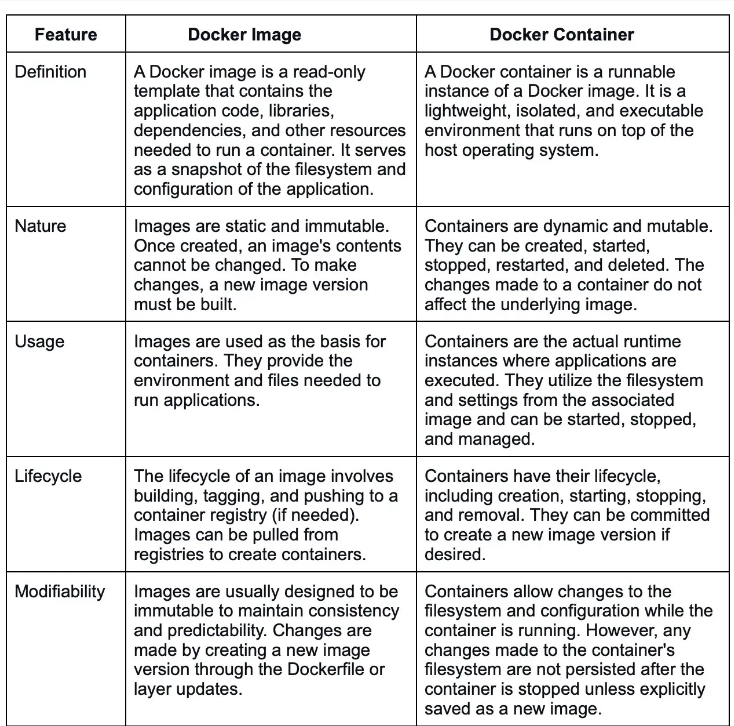 Feature
Docker Image
Docker Container
Definition
A Docker image is a read-only
template that contains the
application code, libraries,
dependencies, and other resources
needed to run a container. It serves
as a snapshot of the filesystem and
configuration of the application.
A Docker container is a runnable
instance of a Docker image. It is a
lightweight, isolated, and executable
environment that runs on top of the
host operating system.
Nature
Images are static and immutable.
Once created, an image's contents
cannot be changed. To make
changes, a new image version
must be built.
Containers are dynamic and mutable.
They can be created, started,
stopped, restarted, and deleted. The
changes made to a container do not
affect the underlying image.
Usage
Images are used as the basis for
containers. They provide the
environment and files needed to
run applications.
Containers are the actual runtime
instances where applications are
executed. They utilize the filesystem
and settings from the associated
image and can be started, stopped,
and managed.
Lifecycle
The lifecycle of an image involves
building, tagging, and pushing to a
container registry (if needed).
Images can be pulled from
registries to create containers.
Containers have their lifecycle,
including creation, starting, stopping,
and removal. They can be committed
to create a new image version if
desired.
Modifiability
Images are usually designed to be
immutable to maintain consistency
and predictability. Changes are
made by creating a new image
version through the Dockerfile or
layer updates.
Containers allow changes to the
filesystem and configuration while the
container is running. However, any
changes made to the container's
filesystem are not persisted after the
container is stopped unless explicitly
saved as a new image.